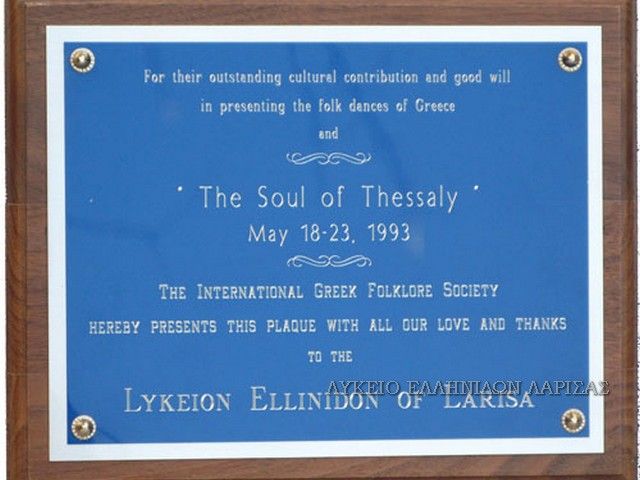 For their outstanding cultural contribution and good will
in presenting the folk dances of Greece
and
" The Soul of Thessaly "
May 18-23, 1993
THE INTERNATIONAL GREEK FOLKLORE SOCIETY
HEREBY PRESENTS THIS PLAQUE WITH ALL OUR LOVE AND THANKS
TO THE
ΛΥΚΕΙΟ ΕΛΛΗΝΙΔΩΝ ΛΑΡΙΣΑΣ
LYKEION ELLINIDON OF LARISA